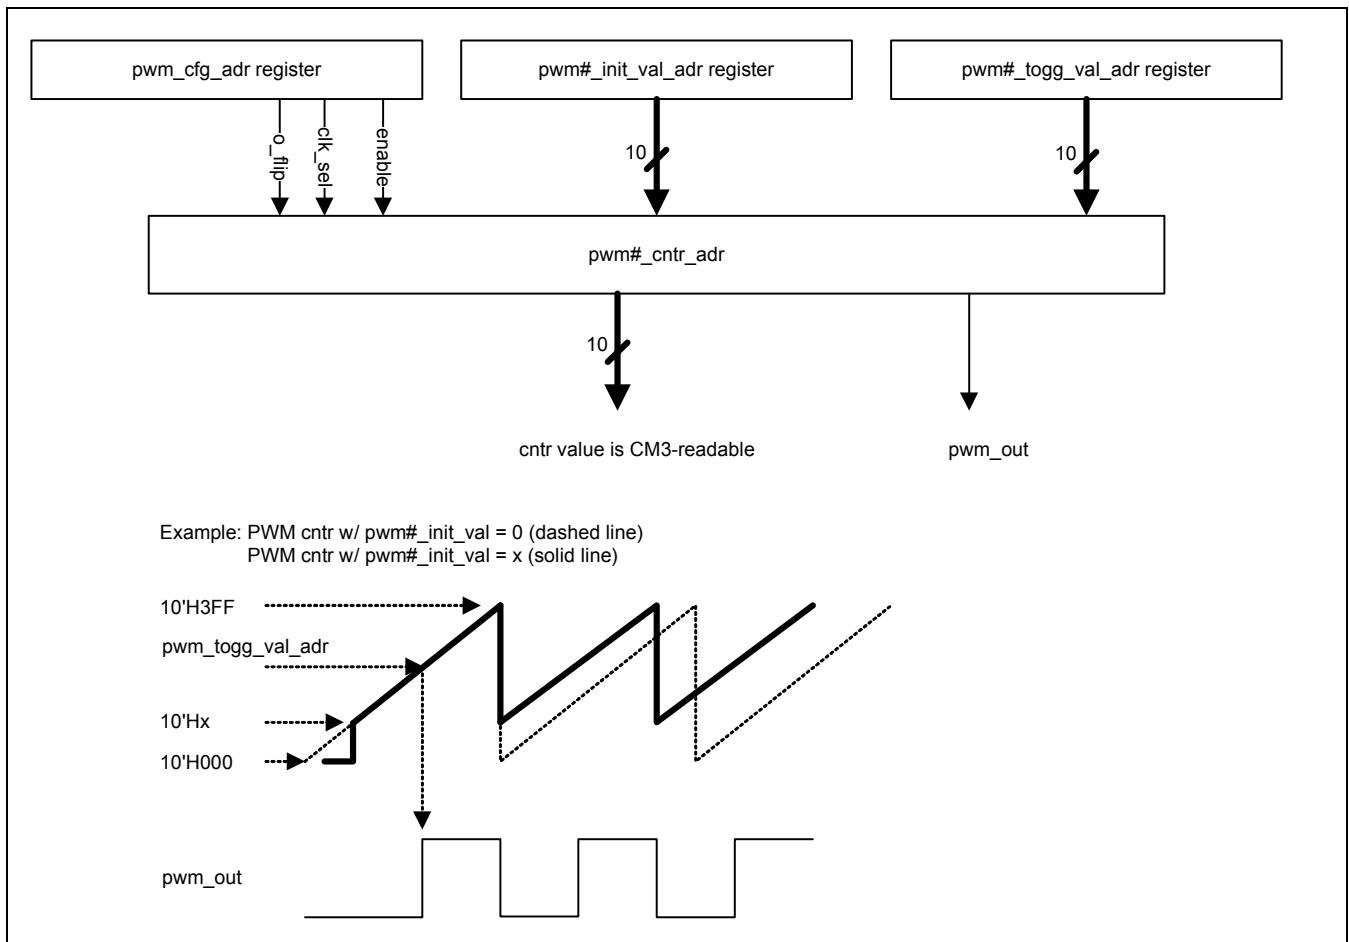 pwm_cfg_adr register
pwm#_init_val_adr register
pwm#_togg_val_adr register
o_flip
clk_sel
enable
10
10
pwm#_cntr_adr
10
cntr value is CM3-readable
pwm_out
Example: PWM cntr w/ pwm#_init_val = 0 (dashed line)
PWM cntr w/ pwm#_init_val = x (solid line)
10'H3FF
pwm_togg_val_adr
10'Hx
10'H000
pwm_out